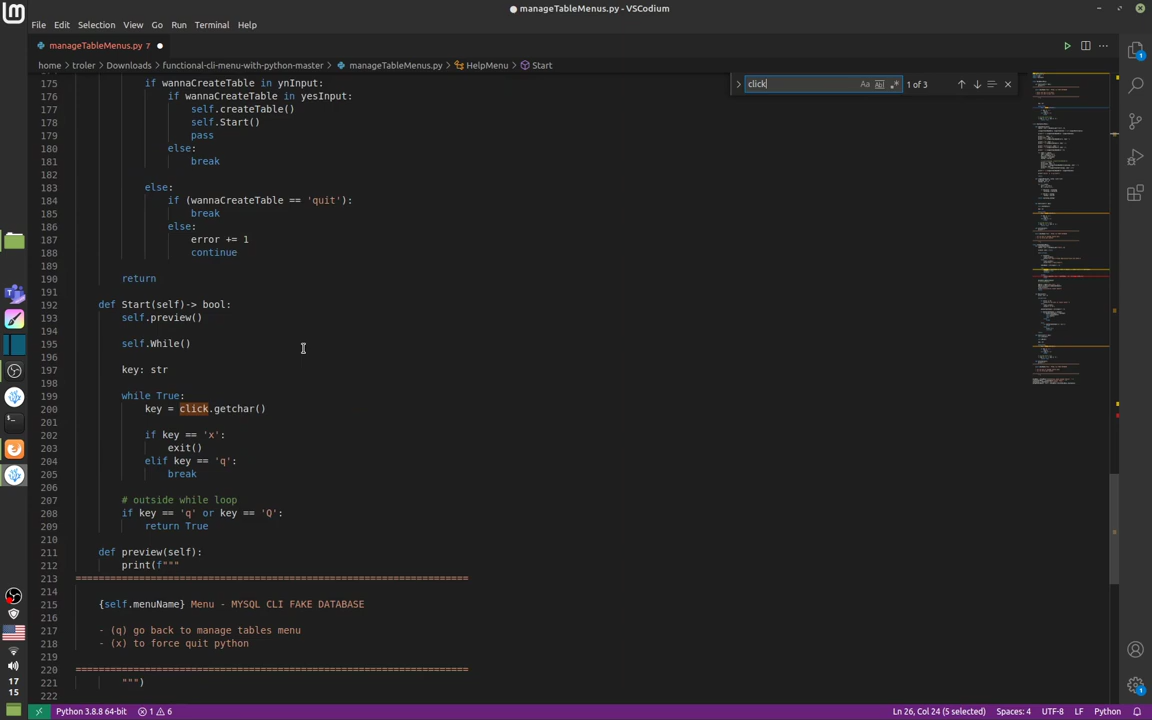 manageTableMenus.py - VSCodium
File Edit Selection View Go Run Terminal Help
manageTableMenus.py 7
home > troler > Downloads > functional-cli-menu-with-python-master > manageTableMenus.py > HelpMenu > Start
click
Aa ab .*
1 of 3
175 if wannaCreateTable in ynInput:
176 if wannaCreateTable in yesInput:
177 self.createTable()
178 self.Start()
179 pass
180 else:
181 break
182
183 else:
184 if (wannaCreateTable == 'quit'):
185 break
186 else:
187 error += 1
188 continue
189
190 return
191
192 def Start(self)-> bool:
193 self.preview()
194
195 self.While()
196
197 key: str
198
199 while True:
200 key = click.getchar()
201
202 if key == 'x':
203 exit()
204 elif key == 'q':
205 break
206
207 # outside while loop
208 if key == 'q' or key == 'Q':
209 return True
210
211 def preview(self):
212 print(f"""
213 ====================================================================
214
215 {self.menuName} Menu - MYSQL CLI FAKE DATABASE
216
217 - (q) go back to manage tables menu
218 - (x) to force quit python
219
220 ====================================================================
221 """)
222
17
15
Python 3.8.8 64-bit 1 6 Ln 26, Col 24 (5 selected) Spaces: 4 UTF-8 LF Python